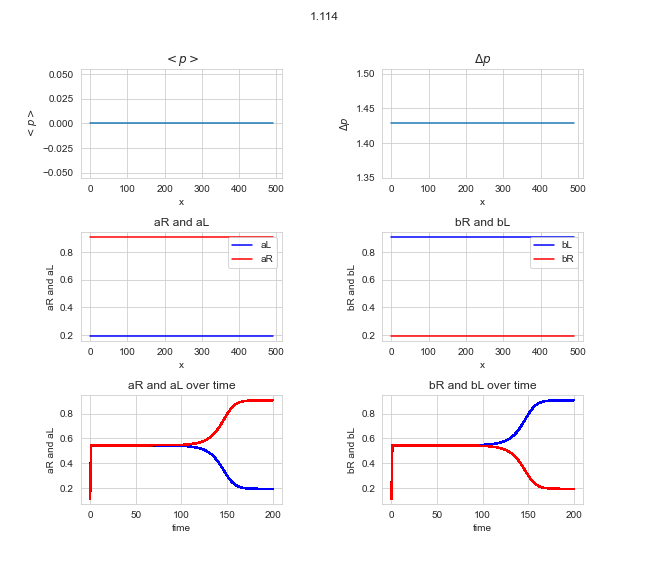 1.114
< p >
Δp
0.050
0.025
0.000
−0.025
−0.050
< p >
0 100 200 300 400 500
x
1.50
1.45
1.40
1.35
Δp
0 100 200 300 400 500
x
aR and aL
bR and bL
0.8
0.6
0.4
0.2
aR and aL
aL
aR
0 100 200 300 400 500
x
0.8
0.6
0.4
0.2
bR and bL
bL
bR
0 100 200 300 400 500
x
aR and aL over time
bR and bL over time
0.8
0.6
0.4
0.2
aR and aL
0 50 100 150 200
time
0.8
0.6
0.4
0.2
bR and bL
0 50 100 150 200
time